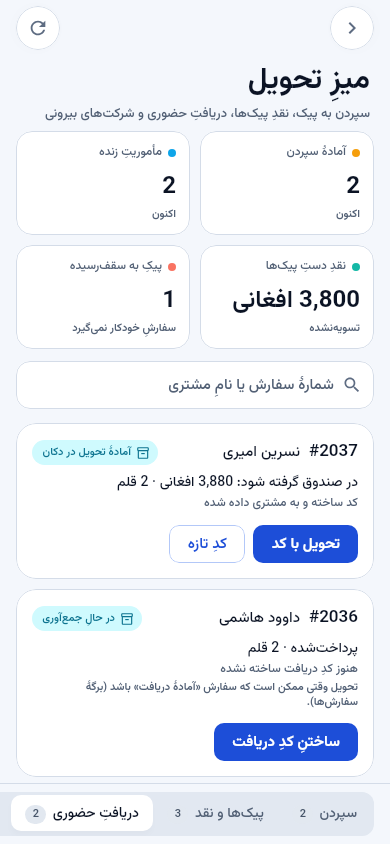 میزِ تحویل
سپردن به پیک، نقدِ پیک‌ها، دریافتِ حضوری و شرکت‌های بیرونی
آمادهٔ سپردن
2
اکنون
مأموریتِ زنده
2
اکنون
نقدِ دستِ پیک‌ها
3,800 افغانی
تسویه‌نشده
پیکِ به سقف‌رسیده
1
سفارشِ خودکار نمی‌گیرد
شمارهٔ سفارش یا نامِ مشتری
#2037 نسرین امیری
آمادهٔ تحویل در دکان
در صندوق گرفته شود: 3,880 افغانی · 2 قلم
کد ساخته و به مشتری داده شده
تحویل با کد
کدِ تازه
#2036 داوود هاشمی
در حالِ جمع‌آوری
پرداخت‌شده · 2 قلم
هنوز کدِ دریافت ساخته نشده
تحویل وقتی ممکن است که سفارش «آمادهٔ دریافت» باشد (برگهٔ
سفارش‌ها).
ساختنِ کدِ دریافت
سپردن 2
پیک‌ها و نقد 3
دریافتِ حضوری 2